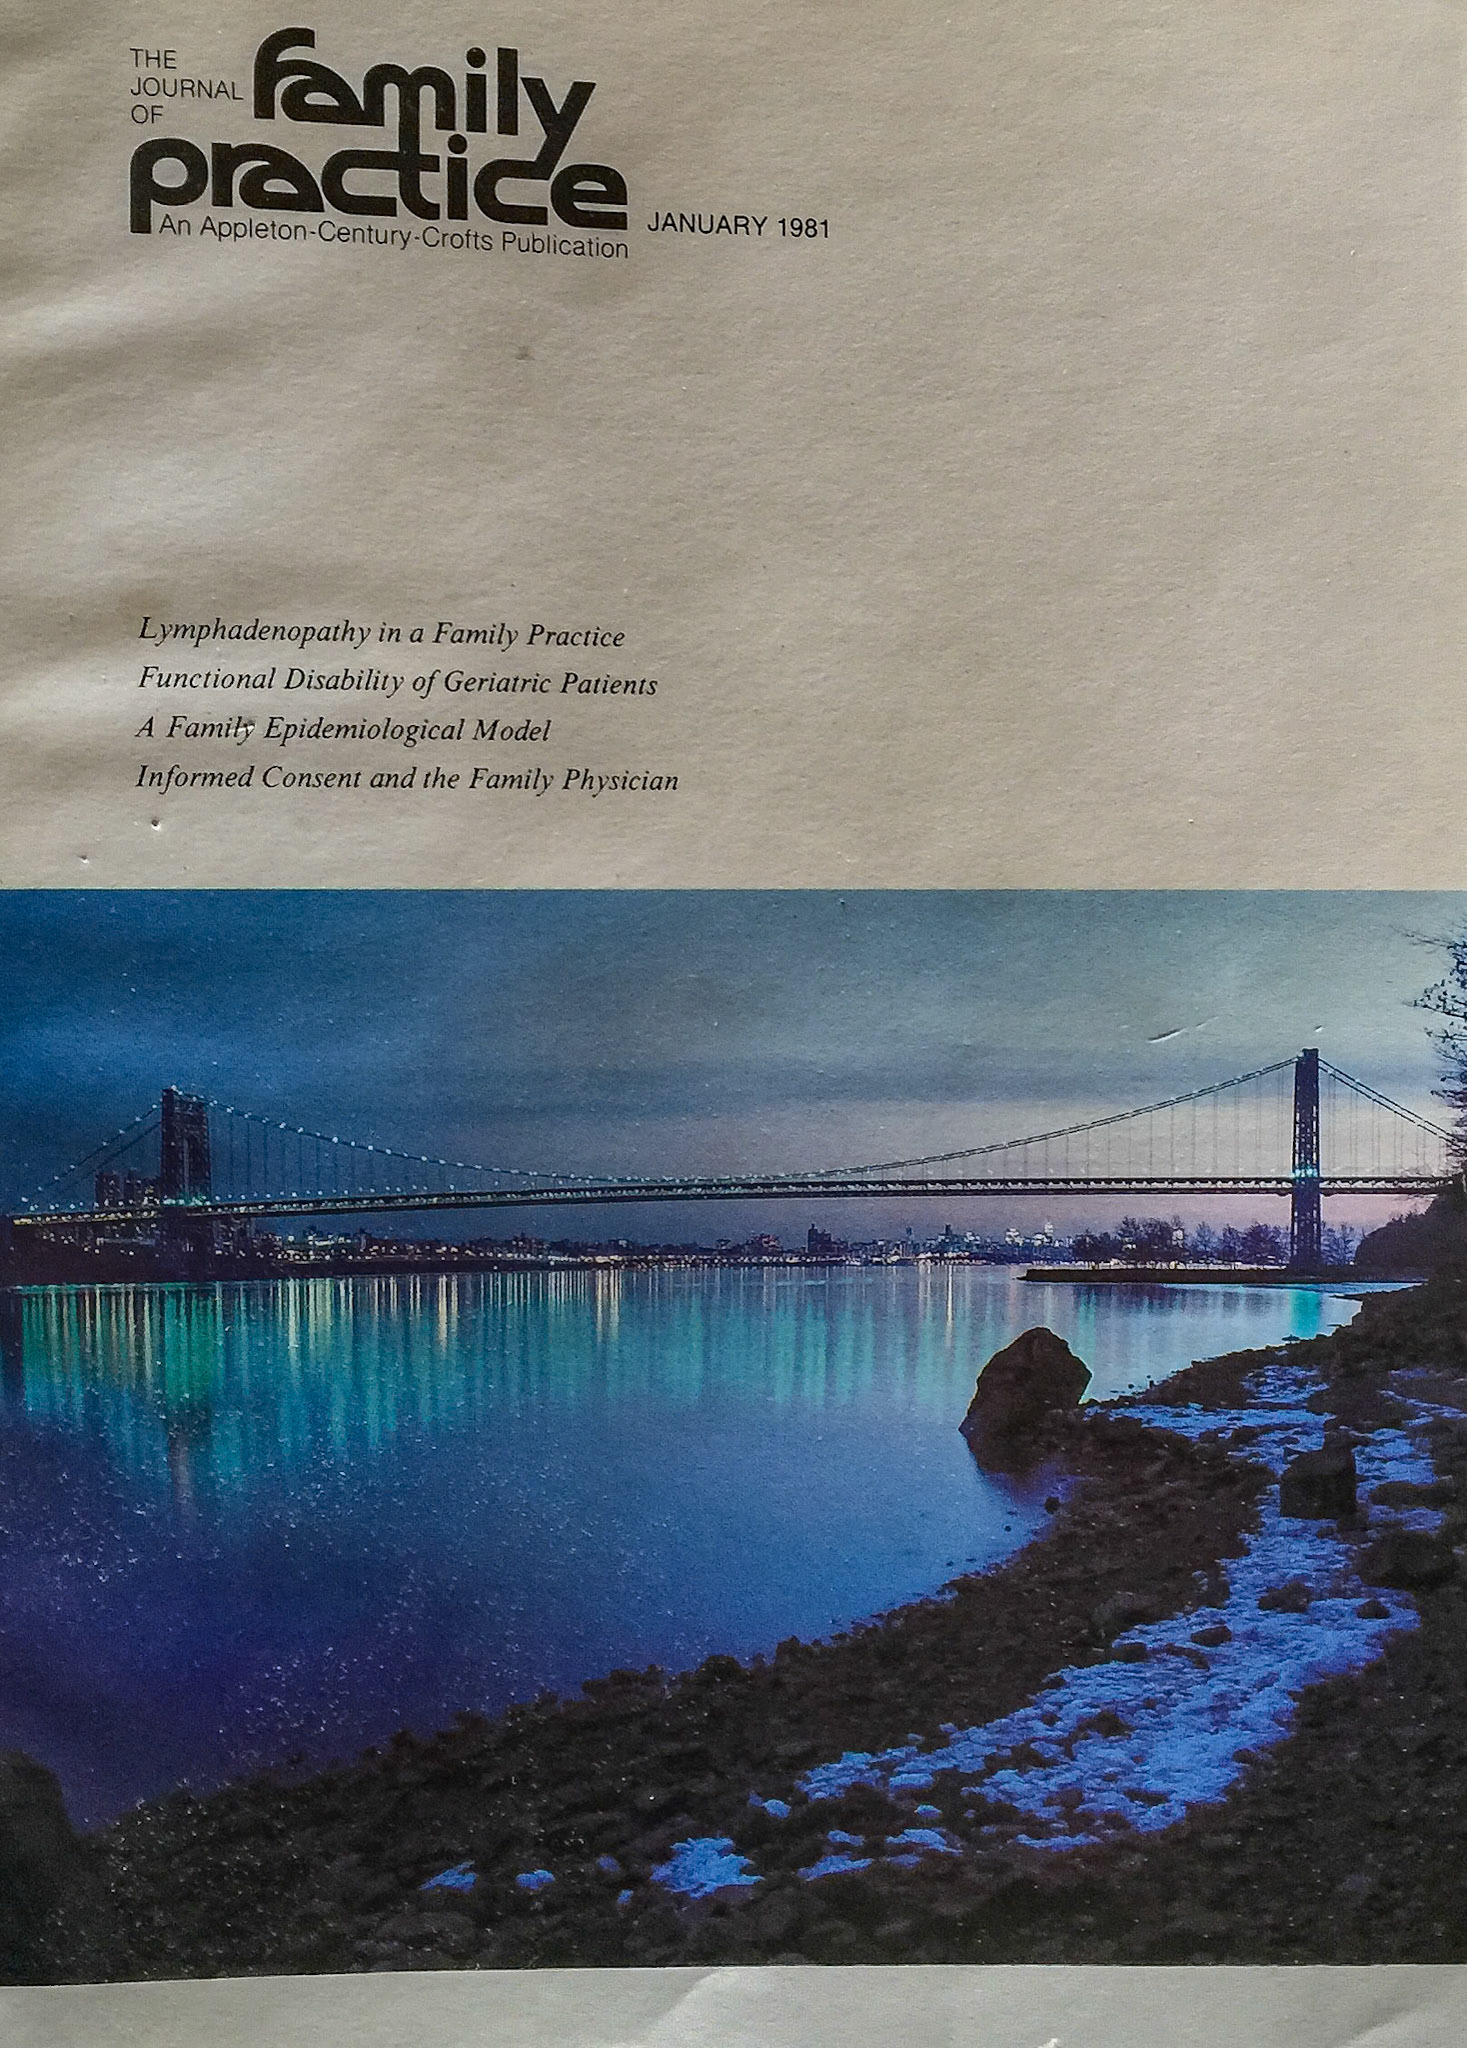 THE
JOURNAL
OF
family
practice
An Appleton-Century-Crofts Publication
JANUARY 1981
Lymphadenopathy in a Family Practice
Functional Disability of Geriatric Patients
A Family Epidemiological Model
Informed Consent and the Family Physician